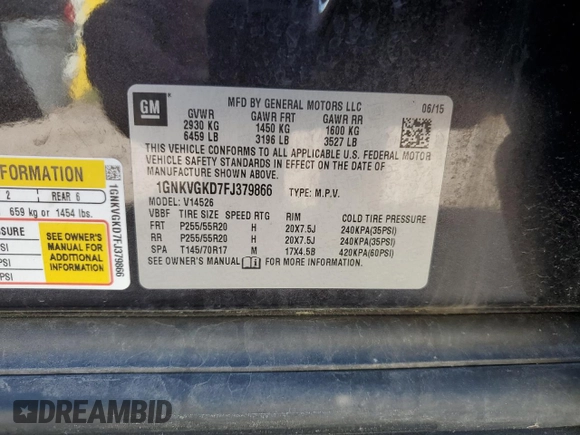 GM
MFD BY GENERAL MOTORS LLC 06/15
GVWR GAWR FRT GAWR RR
2930 KG 1450 KG 1600 KG
6459 LB 3196 LB 3527 LB
THIS VEHICLE CONFORMS TO ALL APPLICABLE U.S. FEDERAL MOTOR
VEHICLE SAFETY STANDARDS IN EFFECT ON THE DATE OF
MANUFACTURE SHOWN ABOVE.
1GNKVGKD7FJ379866 TYPE: M.P.V.
MODEL: V14526
VBBF TIRE SIZE SPEED RTG RIM COLD TIRE PRESSURE
FRT P255/55R20 H 20X7.5J 240KPA(35PSI)
RR P255/55R20 H 20X7.5J 240KPA(35PSI)
SPA T145/70R17 M 17X4.5B 420KPA(60PSI)
SEE OWNER'S MANUAL FOR MORE INFORMATION.
FORMATION
2 REAR 6
659 kg or 1454 lbs.
SSURE
SEE OWNER'S
MANUAL FOR
ADDITIONAL
INFORMATION
PSI
PSI
PSI
1GNKVGKD7FJ379866
DREAMBID